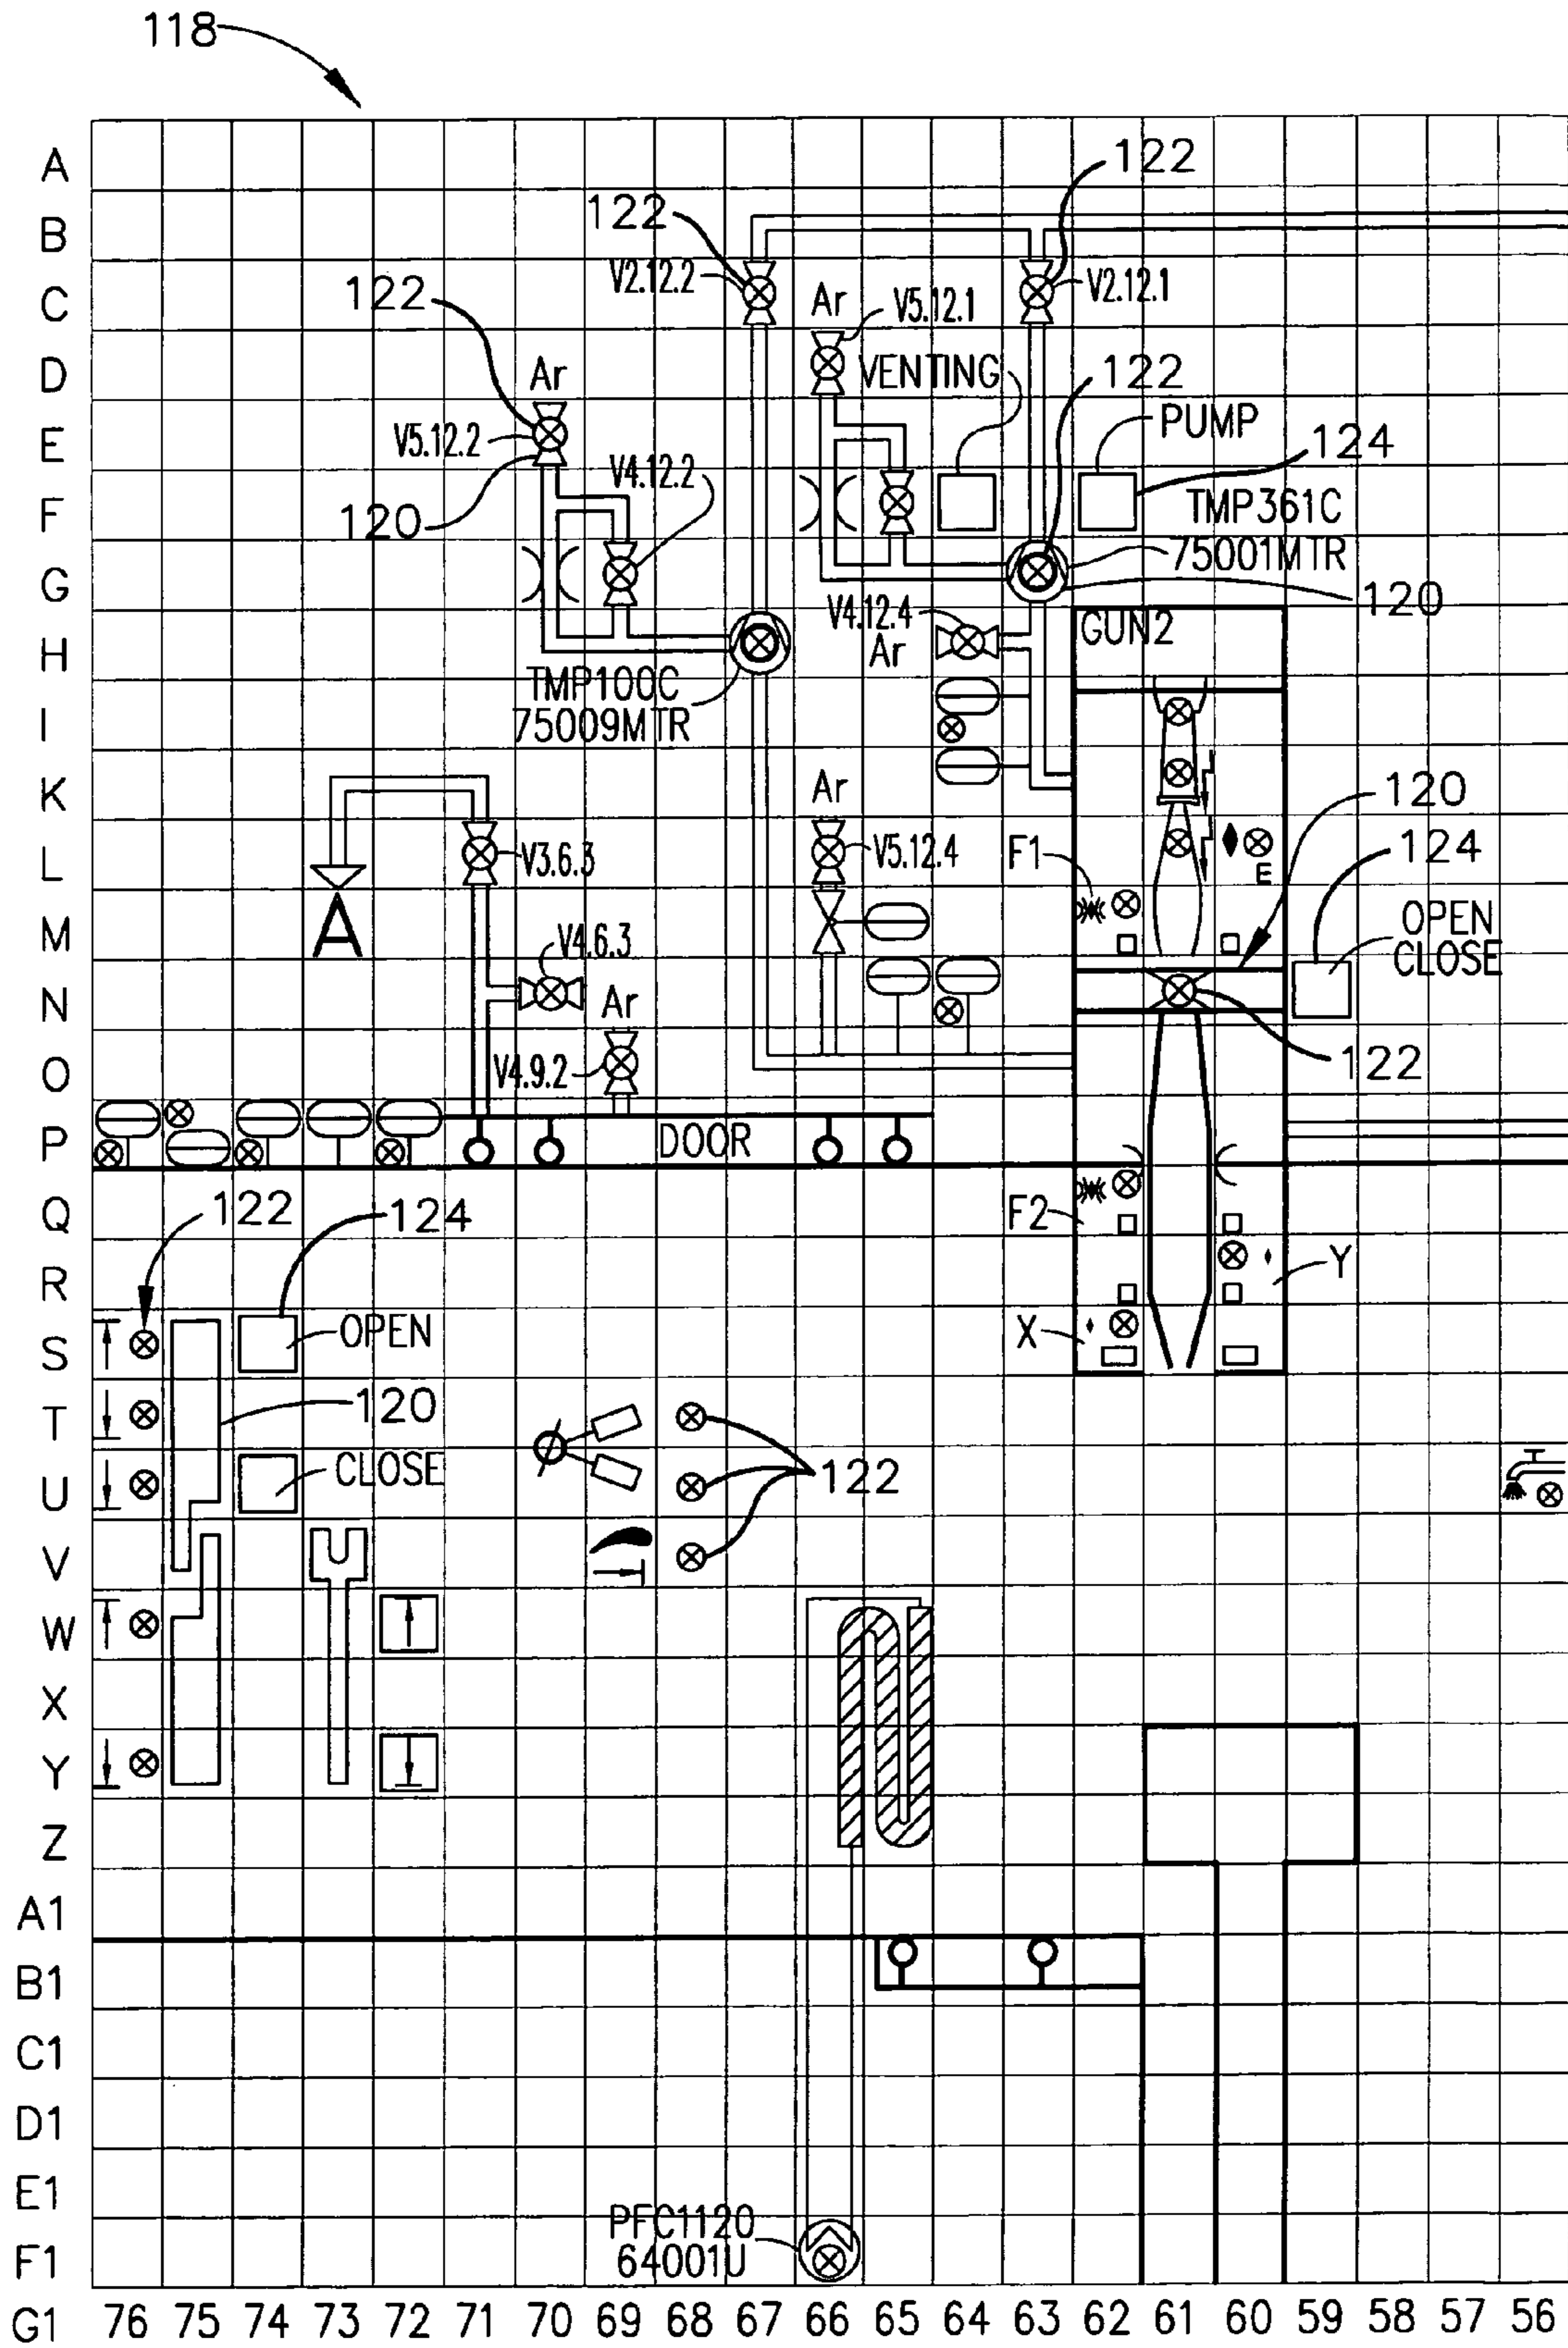 118
A
122
B
122
V2.12.2
V2.12.1
C
122
Ar
V5.12.1
D
Ar
VENTING
122
PUMP
E
V5.12.2
124
V4.12.2
F
120
TMP361C
75001MTR
G
120
V4.12.4
Ar
GUN2
H
TMP100C
75009MTR
I
K
Ar
120
L
V3.6.3
V5.12.4
F1
E
124
A
M
V4.6.3
OPEN
CLOSE
N
Ar
O
V4.9.2
122
P
DOOR
Q
122
124
F2
R
Y
S
OPEN
X
T
120
U
CLOSE
122
V
W
X
Y
Z
A1
B1
C1
D1
E1
PFC1120
64001U
F1
G1 76 75 74 73 72 71 70 69 68 67 66 65 64 63 62 61 60 59 58 57 56